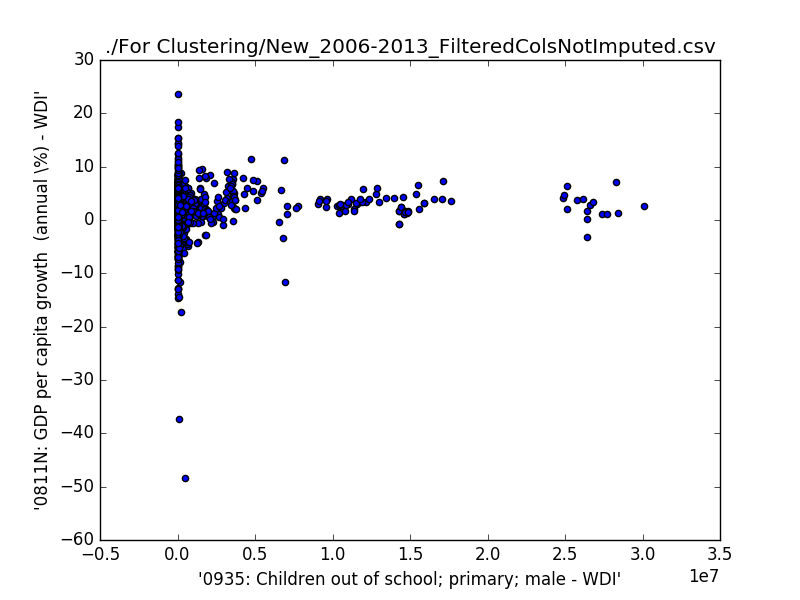 ./For Clustering/New_2006-2013_FilteredColsNotImputed.csv
30
20
10
0
−10
−20
−30
−40
−50
−60
'0811N: GDP per capita growth  (annual \%) - WDI'
−0.5 0.0 0.5 1.0 1.5 2.0 2.5 3.0 3.5
1e7
'0935: Children out of school; primary; male - WDI'